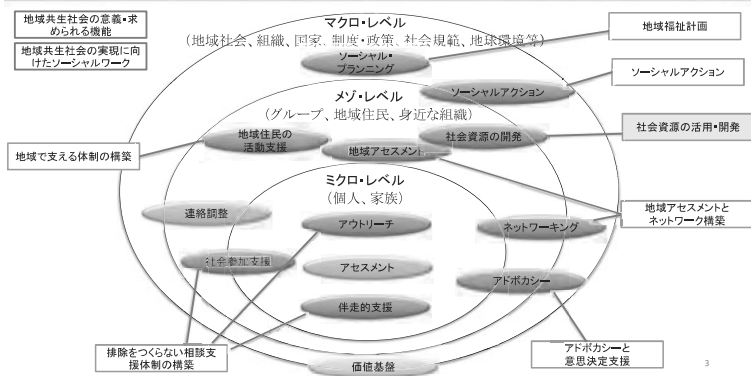 地域共生社会の意義・求
められる機能
地域共生社会の実現に向
けたソーシャルワーク
マクロ・レベル
(地域社会、組織、国家、制度・政策、社会規範、地球環境等)
ソーシャル・
プランニング
地域福祉計画
ソーシャルアクション
ソーシャルアクション
メゾ・レベル
(グループ、地域住民、身近な組織)
地域住民の
活動支援
社会資源の開発
社会資源の活用・開発
地域アセスメント
地域で支える体制の構築
ミクロ・レベル
(個人、家族)
連絡調整
アウトリーチ
ネットワーキング
地域アセスメントと
ネットワーク構築
社会参加支援
アセスメント
アドボカシー
伴走的支援
排除をつくらない相談支
援体制の構築
価値基盤
アドボカシーと
意思決定支援
3